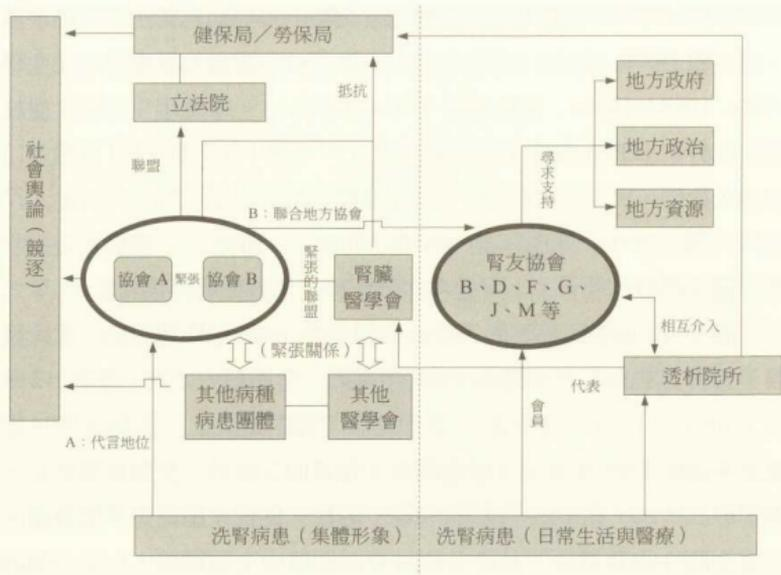 健保局／勞保局
立法院
抵抗
地方政府
地方政治
地方資源
尋求支持
社會輿論（競逐）
聯盟
B：聯合地方協會
協會 A
緊張
協會 B
緊張的聯盟
腎臟
醫學會
腎友協會
B、D、F、G、
J、M 等
相互介入
（緊張關係）
透析院所
代表
其他病種
病患團體
其他
醫學會
會員
A：代言地位
洗腎病患（集體形象）
洗腎病患（日常生活與醫療）